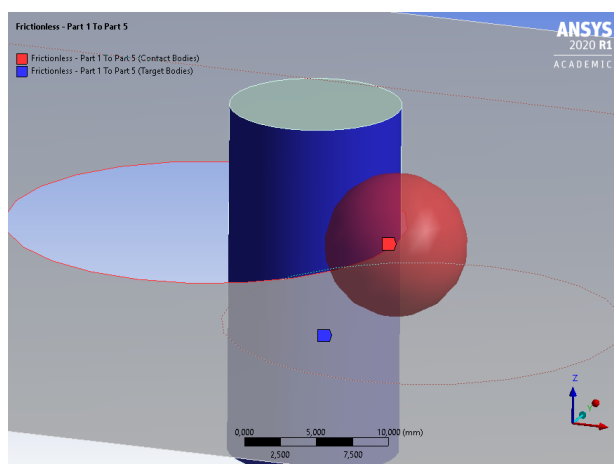 Frictionless - Part 1 To Part 5
Frictionless - Part 1 To Part 5 (Contact Bodies)
Frictionless - Part 1 To Part 5 (Target Bodies)
ANSYS
2020 R1
ACADEMIC
0,000 5,000 10,000 (mm)
2,500 7,500
Z
Y